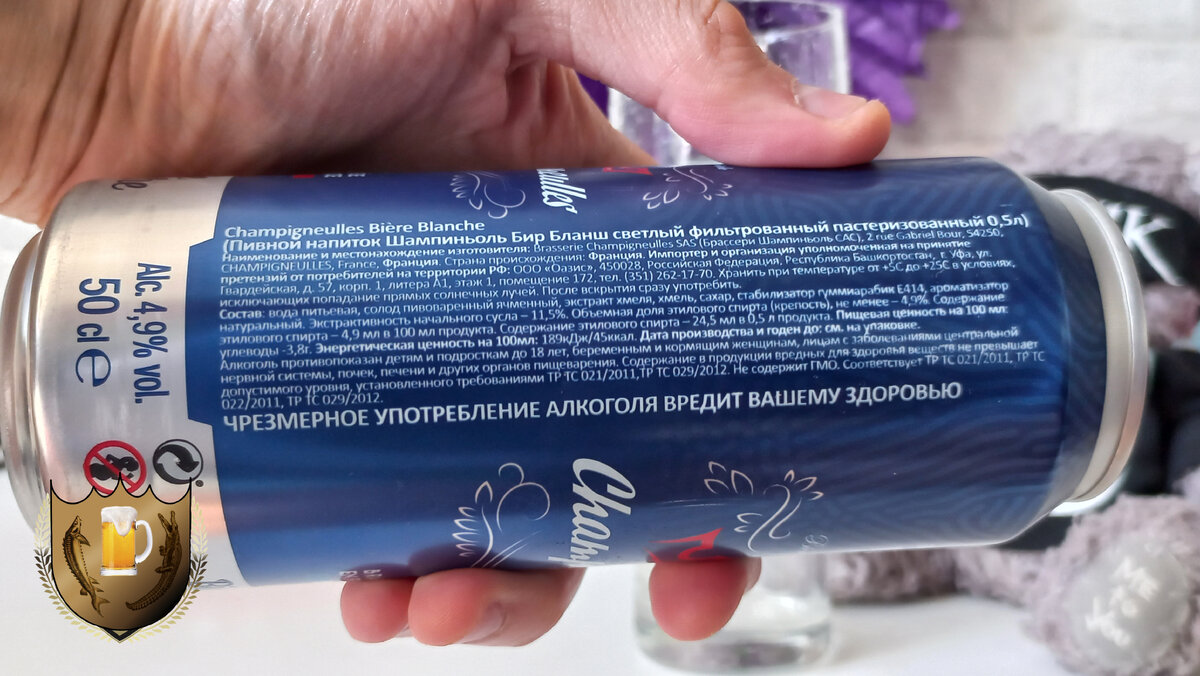 Champigneulles Bière Blanche
(Пивной напиток Шампиньоль Бир Бланш светлый фильтрованный пастеризованный 0,5л)
Наименование и местонахождение изготовителя: Brasserie Champigneulles SAS (Брассери Шампиньоль САС), 2 rue Gabriel Bour, 54250,
CHAMPIGNEULLES, France, Франция. Страна происхождения: Франция. Импортер и организация уполномоченная на принятие
претензий от потребителей на территории РФ: ООО «Оазис», 450028, Российская Федерация, Республика Башкортостан, г. Уфа, ул.
Гвардейская, д. 57, корп. 1, литера А1, этаж 1, помещение 172, тел. (351) 262-17-70. Хранить при температуре от +5С до +25С в условиях,
исключающих попадание прямых солнечных лучей. После вскрытия сразу употребить.
Состав: вода питьевая, солод пивоваренный ячменный, экстракт хмеля, хмель, сахар, стабилизатор гуммиарабик Е414, ароматизатор
натуральный. Экстрактивность начального сусла – 11,5%. Объемная доля этилового спирта (крепость), не менее – 4,9%. Содержание
этилового спирта – 4,9 мл в 100 мл продукта. Содержание этилового спирта – 24,5 мл в 0,5 л продукта. Пищевая ценность на 100 мл:
углеводы -3,8г. Энергетическая ценность на 100мл: 189кДж/45ккал. Дата производства и годен до: см. на упаковке.
Алкоголь противопоказан детям и подросткам до 18 лет, беременным и кормящим женщинам, лицам с заболеваниями центральной
нервной системы, почек, печени и других органов пищеварения. Содержание в продукции вредных для здоровья веществ не превышает
допустимого уровня, установленного требованиями ТР ТС 021/2011, ТР ТС 029/2012. Не содержит ГМО. Соответствует ТР ТС 021/2011, ТР ТС
022/2011, ТР ТС 029/2012.
ЧРЕЗМЕРНОЕ УПОТРЕБЛЕНИЕ АЛКОГОЛЯ ВРЕДИТ ВАШЕМУ ЗДОРОВЬЮ
Alc. 4,9% vol.
50 cl e